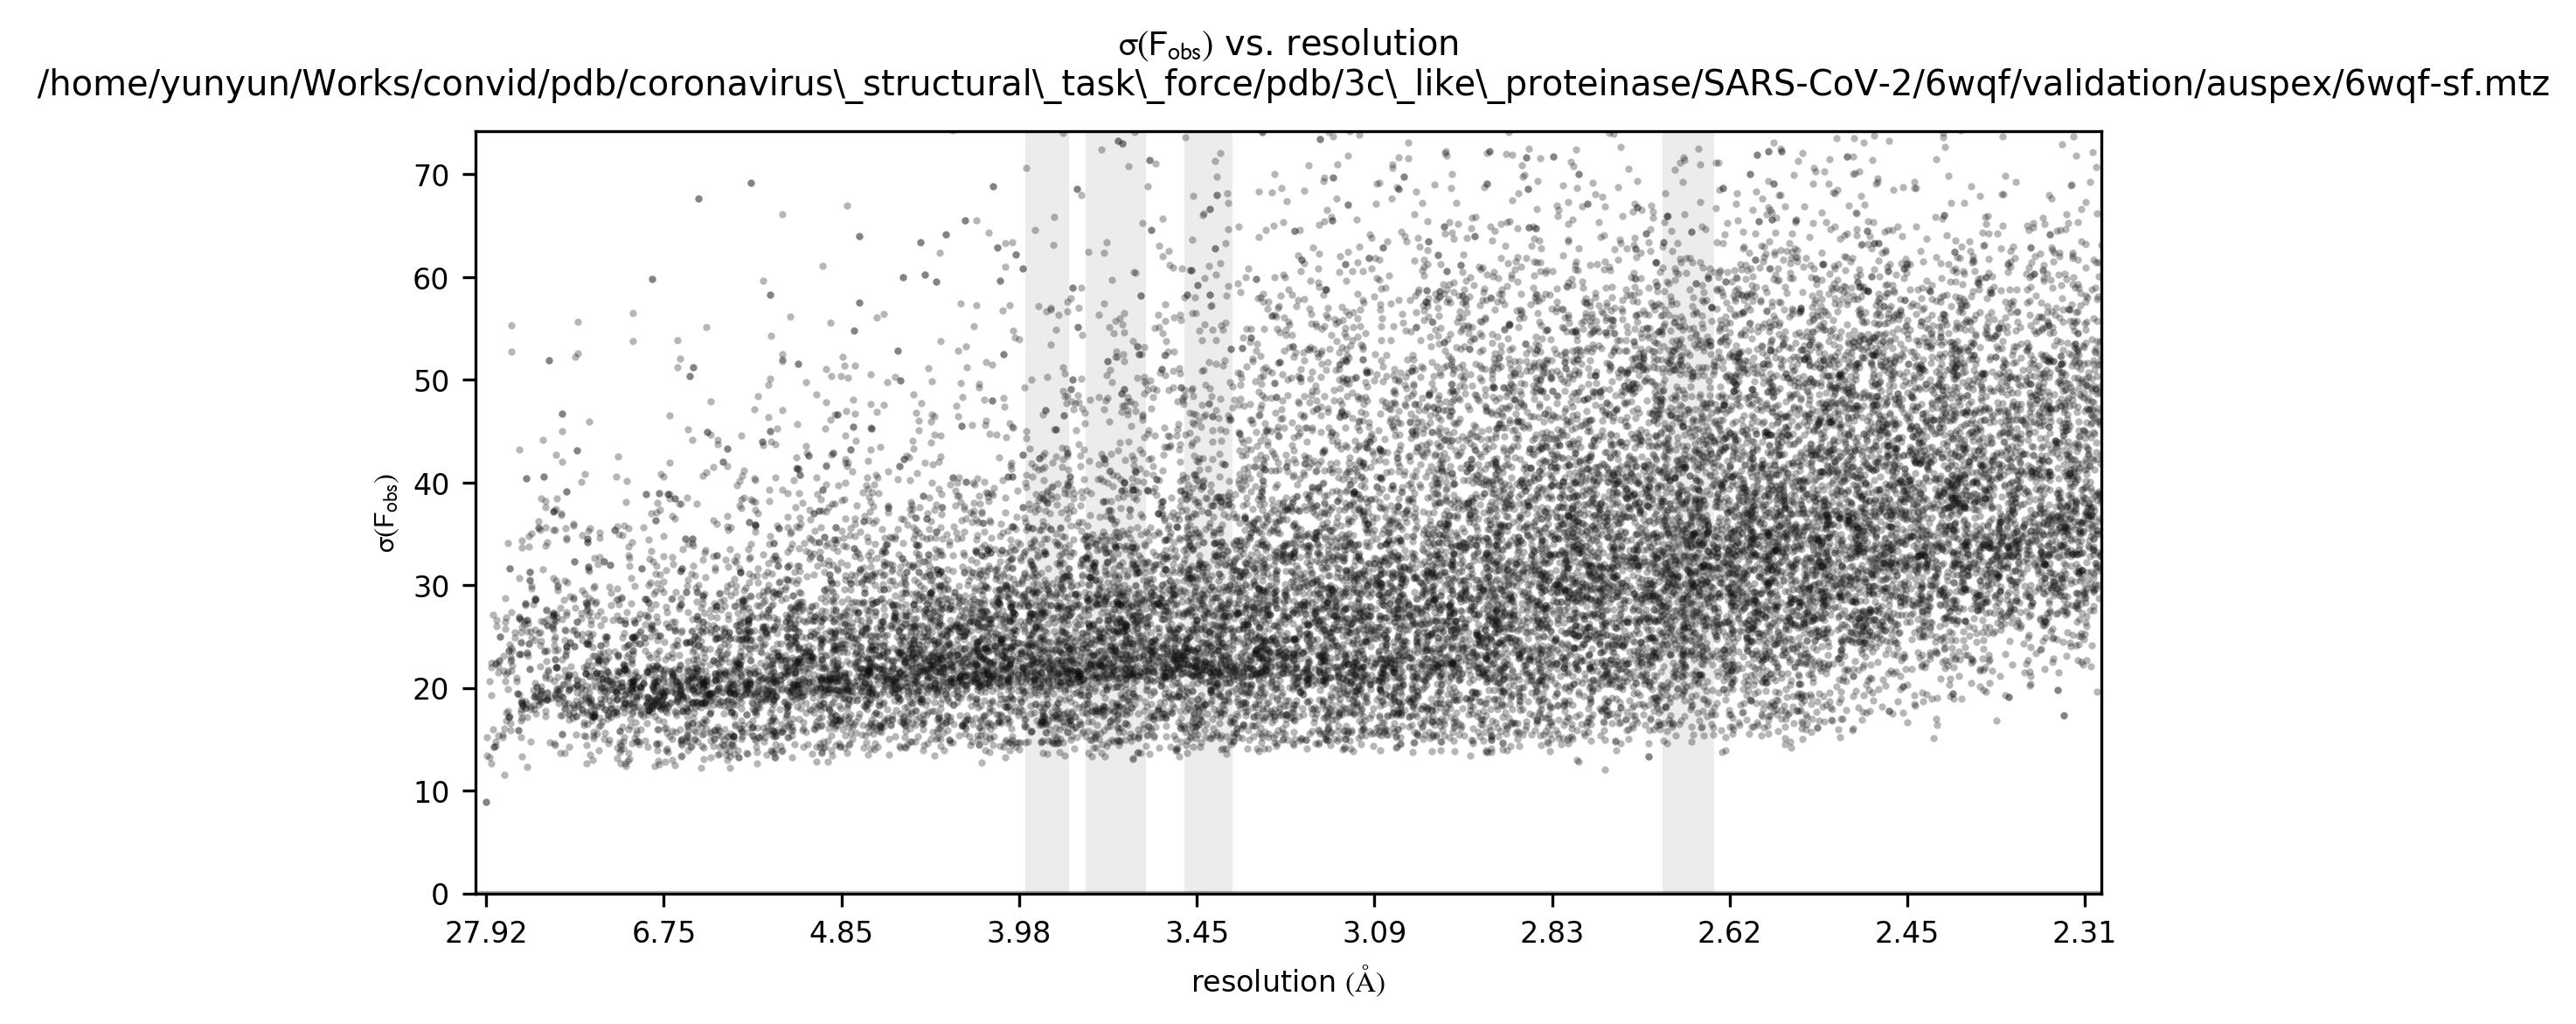 σ(F_obs) vs. resolution
/home/yunyun/Works/convid/pdb/coronavirus\_structural\_task\_force/pdb/3c\_like\_proteinase/SARS-CoV-2/6wqf/validation/auspex/6wqf-sf.mtz
σ(F_obs)
70
60
50
40
30
20
10
0
27.92 6.75 4.85 3.98 3.45 3.09 2.83 2.62 2.45 2.31
resolution (Å)